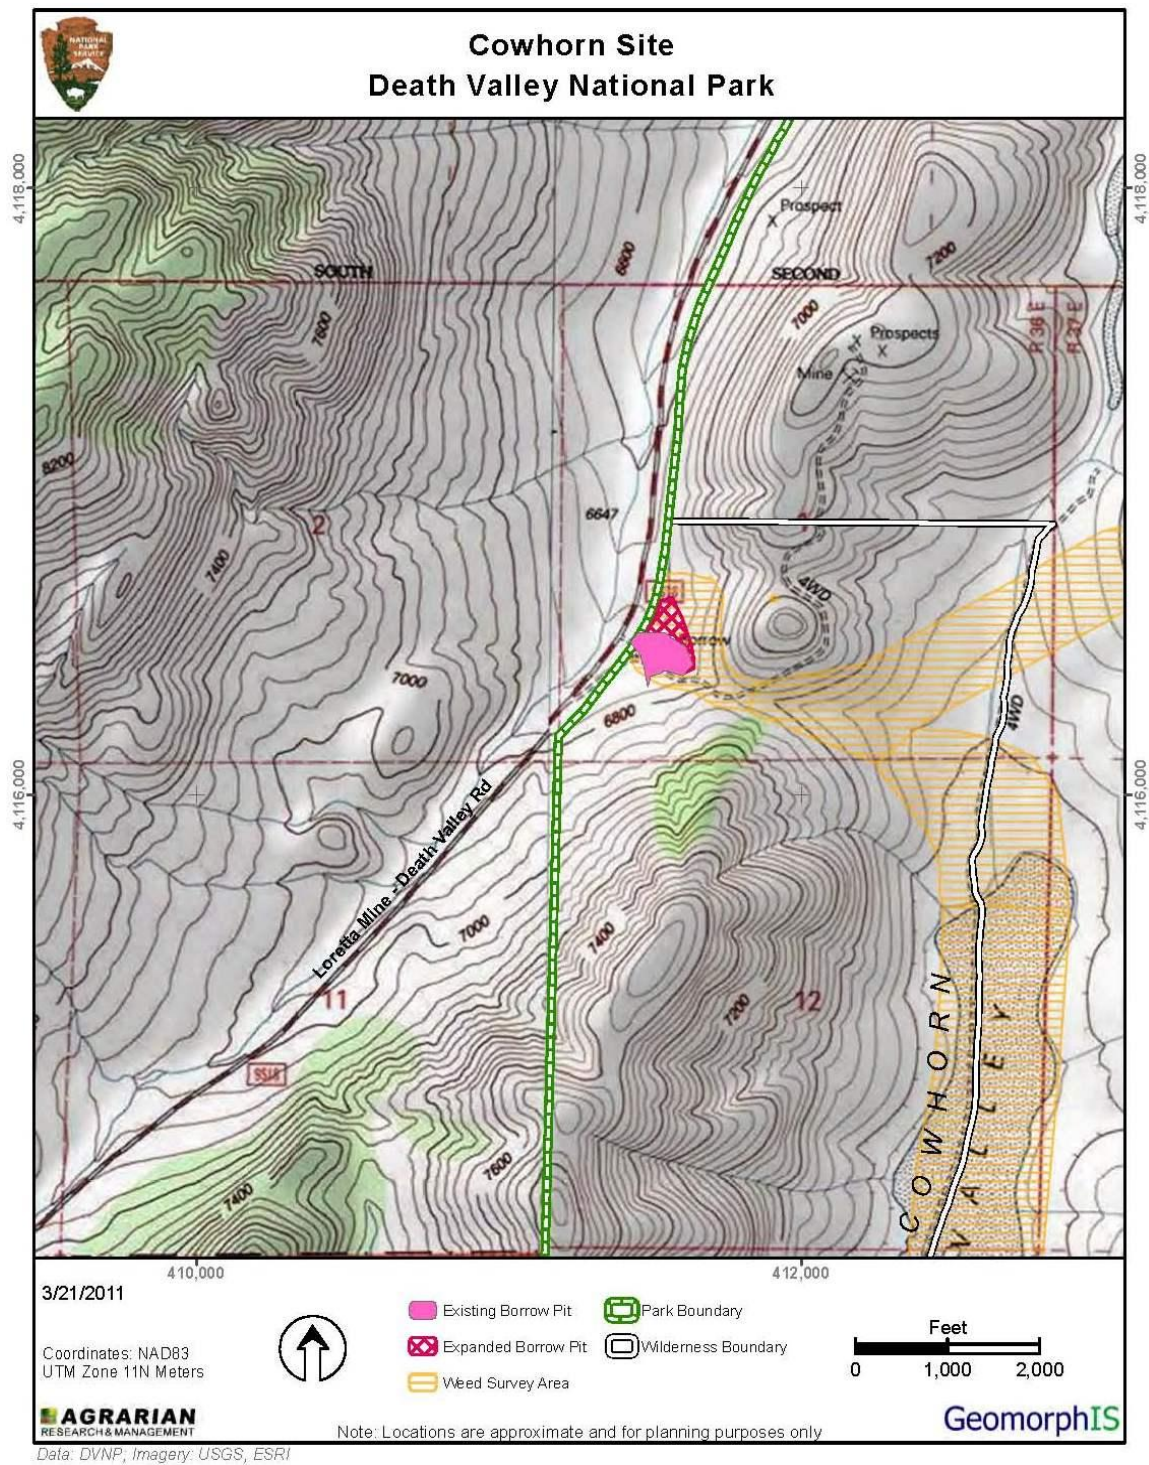 NATIONAL
PARK
SERVICE
Cowhorn Site
Death Valley National Park
4,118,000
4,118,000
Prospect
6600
7200
SOUTH
SECOND
7000
7600
R 36 E
R 37 E
Prospects
Mine
8200
6647
2
7400
4WD
7000
6800
4WD
4,116,000
4,116,000
Loretta Mine - Death Valley Rd
7000
7400
7200
11
12
COWHORN
VALLEY
7600
7400
410,000
412,000
3/21/2011
Existing Borrow Pit
Park Boundary
Expanded Borrow Pit
Wilderness Boundary
Weed Survey Area
Feet
0 1,000 2,000
Coordinates: NAD83
UTM Zone 11N Meters
AGRARIAN
RESEARCH & MANAGEMENT
Note: Locations are approximate and for planning purposes only
GeomorphIS
Data: DVNP; Imagery: USGS, ESRI